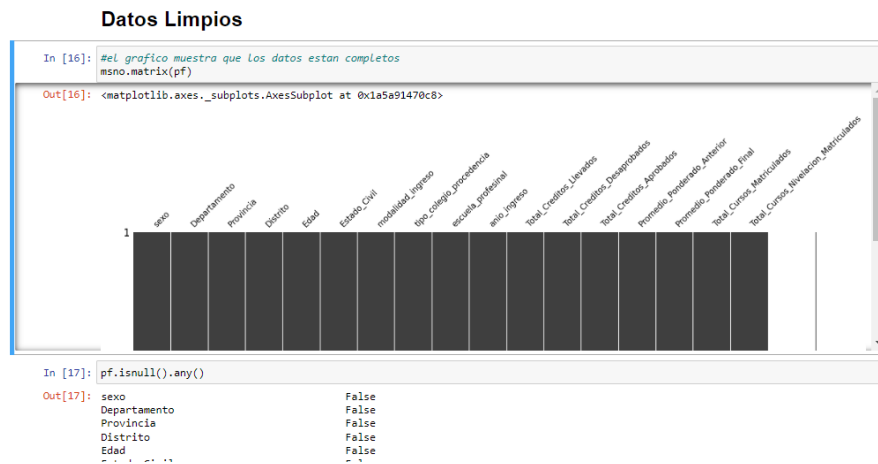 Datos Limpios
In [16]: #el grafico muestra que los datos estan completos
msno.matrix(pf)
Out[16]: <matplotlib.axes._subplots.AxesSubplot at 0x1a5a91470c8>
sexo
Departamento
Provincia
Distrito
Edad
Estado_Civil
modalidad_ingreso
tipo_colegio_procedencia
escuela_profesinal
anio_ingreso
Total_Creditos_Llevados
Total_Creditos_Desaprobados
Total_Creditos_Aprobados
Promedio_Ponderado_Anterior
Promedio_Ponderado_Final
Total_Cursos_Matriculados
Total_Cursos_Nivelacion_Matriculados
1
In [17]: pf.isnull().any()
Out[17]: sexo False
Departamento False
Provincia False
Distrito False
Edad False